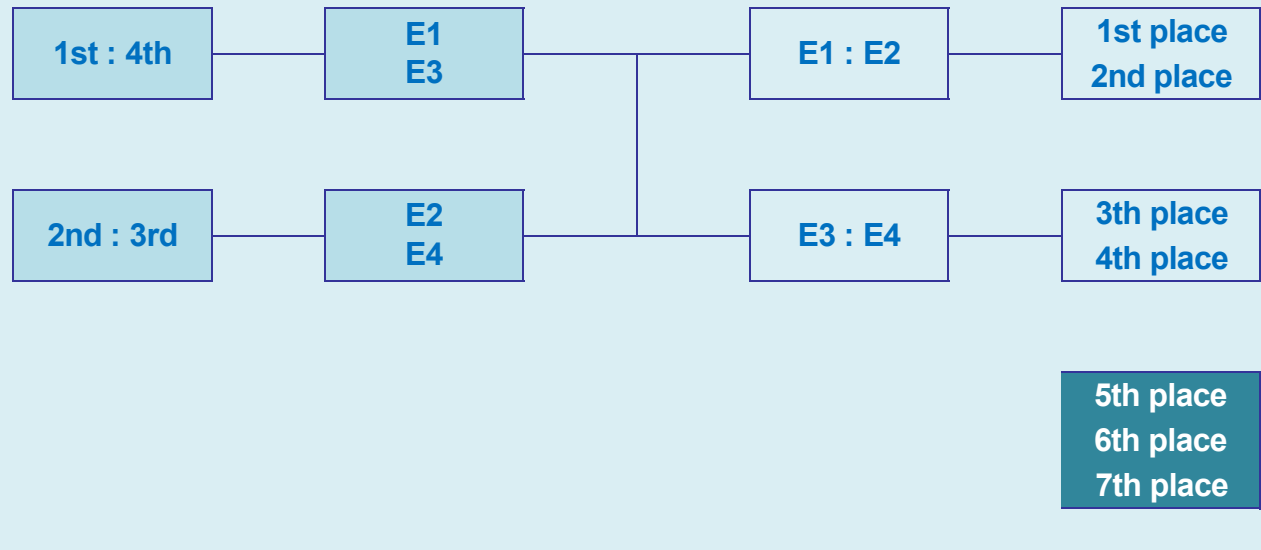 1st : 4th
E1
E3
E1 : E2
1st place
2nd place
2nd : 3rd
E2
E4
E3 : E4
3th place
4th place
5th place
6th place
7th place